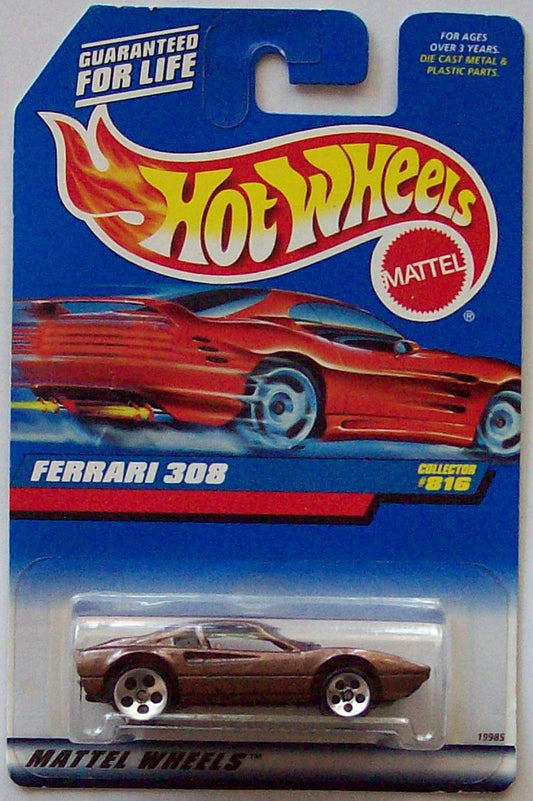 GUARANTEED
FOR LIFE
FOR AGES
OVER 3 YEARS.
DIE CAST METAL &
PLASTIC PARTS.
HOT WHEELS
MATTEL
®
FERRARI 308
COLLECTOR
#816
19985
MATTEL WHEELS™